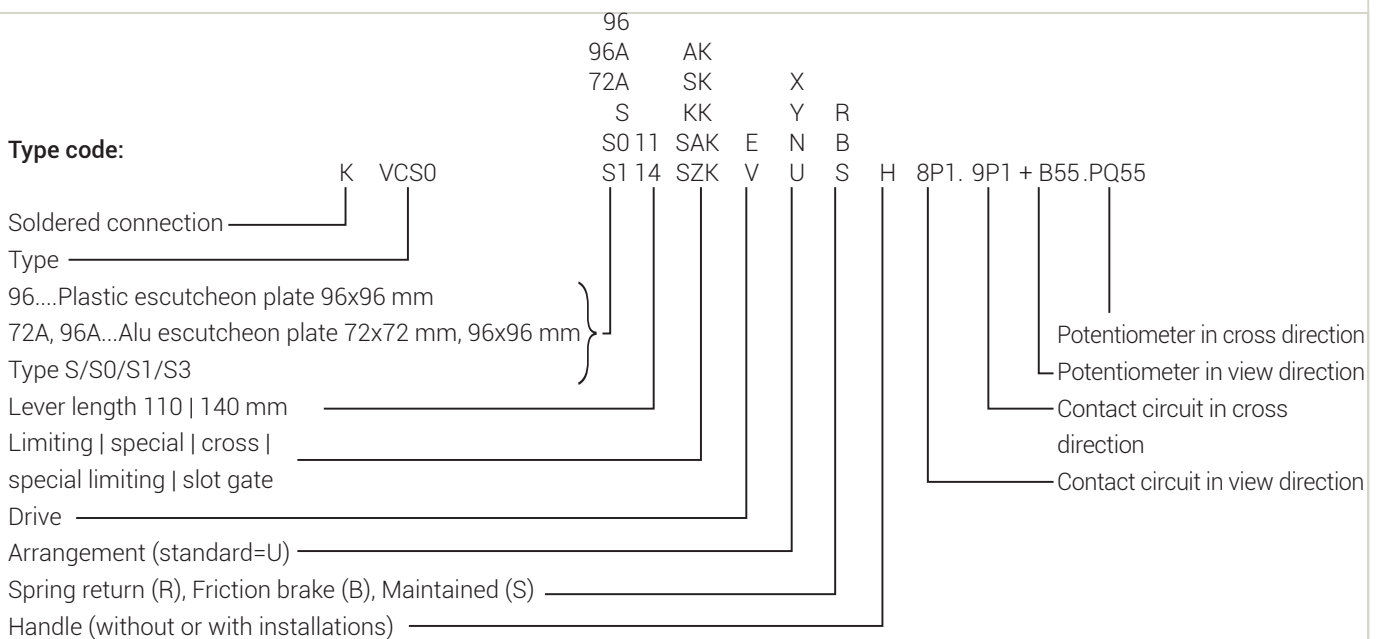 96
96A AK
72A SK X
S KK Y R
Type code: S0 11 SAK E N B
K VCS0 S1 14 SZK V U S H 8P1. 9P1 + B55.PQ55
Soldered connection
Type
96....Plastic escutcheon plate 96x96 mm
72A, 96A...Alu escutcheon plate 72x72 mm, 96x96 mm
Type S/S0/S1/S3
Lever length 110 | 140 mm
Limiting | special | cross |
special limiting | slot gate
Drive
Arrangement (standard=U)
Spring return (R), Friction brake (B), Maintained (S)
Handle (without or with installations)
Potentiometer in cross direction
Potentiometer in view direction
Contact circuit in cross
direction
Contact circuit in view direction